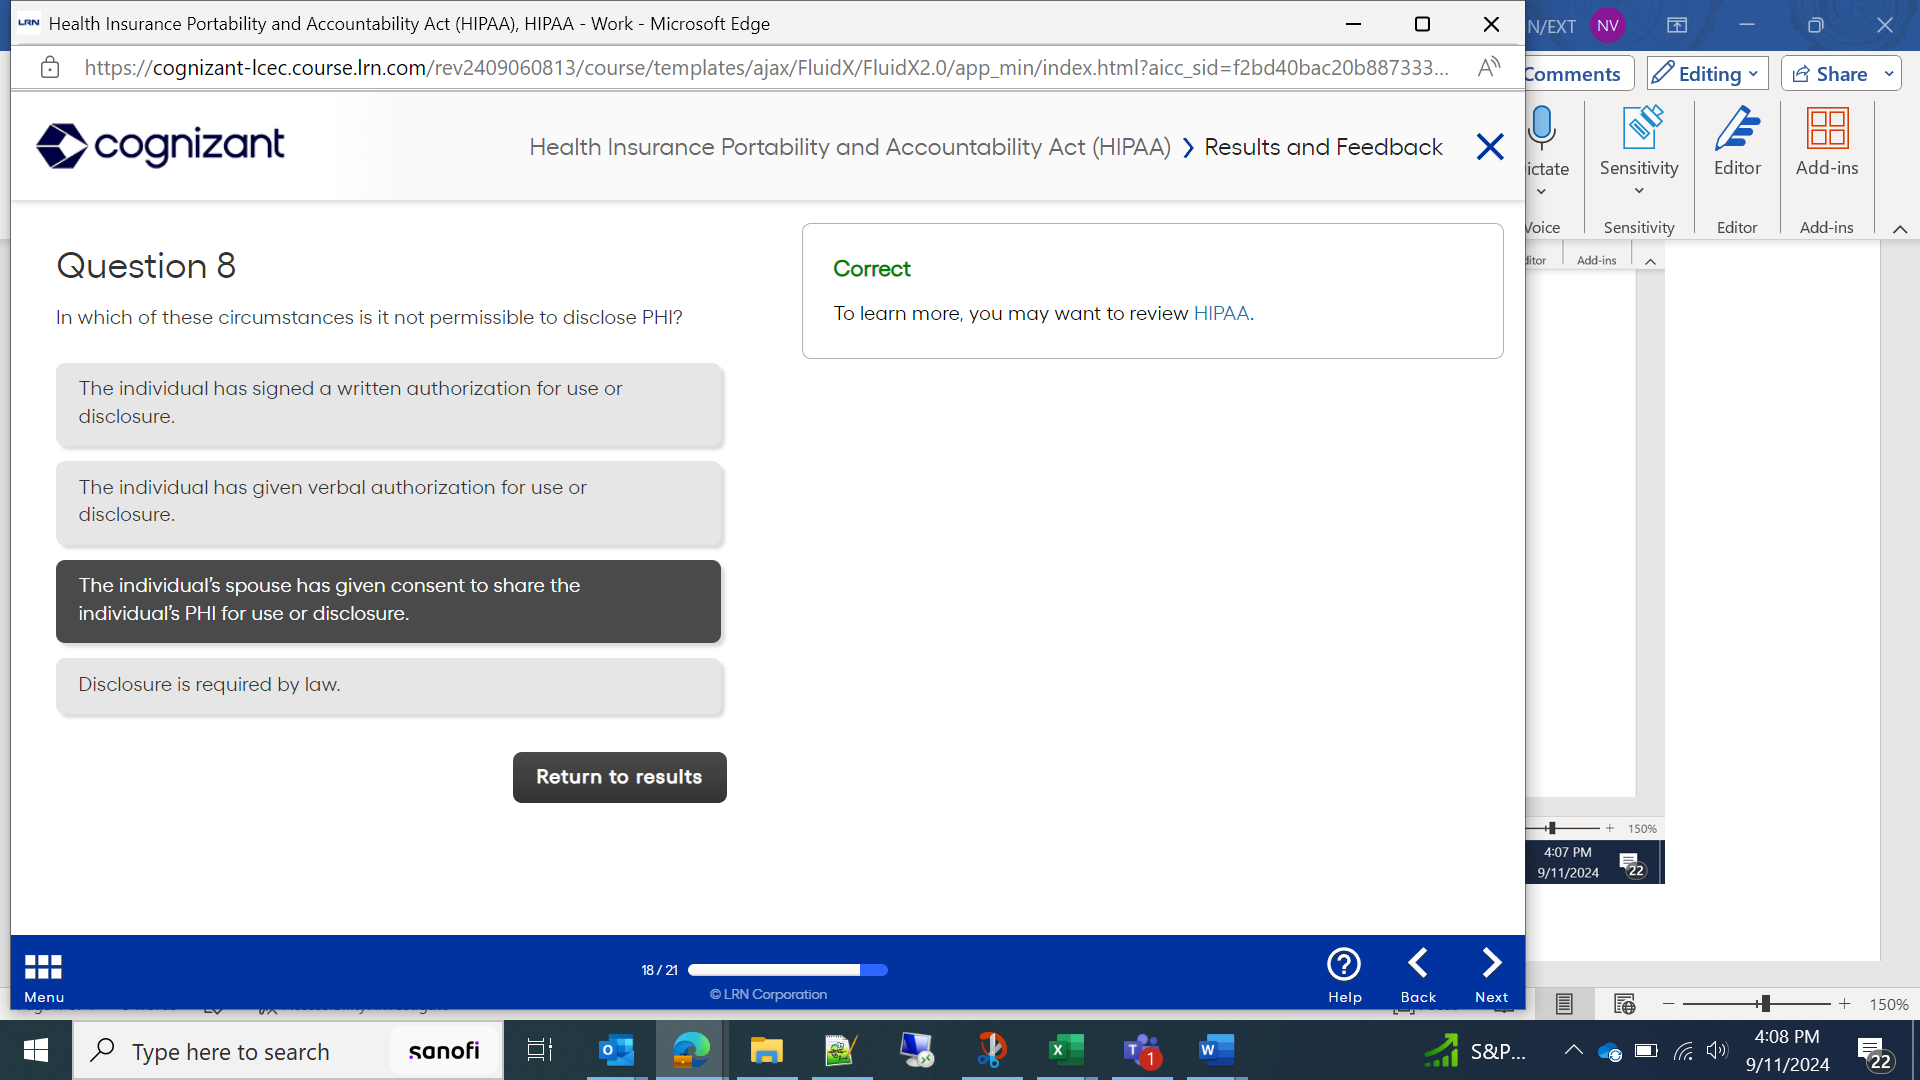 LRN Health Insurance Portability and Accountability Act (HIPAA), HIPAA - Work - Microsoft Edge
N/EXT NV
https://cognizant-lcec.course.lrn.com/rev2409060813/course/templates/ajax/FluidX/FluidX2.0/app_min/index.html?aicc_sid=f2bd40bac20b887333...
Comments Editing Share
cognizant
Health Insurance Portability and Accountability Act (HIPAA) Results and Feedback
ictate Sensitivity Editor Add-ins
Voice Sensitivity Editor Add-ins
ditor Add-ins
Question 8
In which of these circumstances is it not permissible to disclose PHI?
The individual has signed a written authorization for use or
disclosure.
The individual has given verbal authorization for use or
disclosure.
The individual's spouse has given consent to share the
individual's PHI for use or disclosure.
Disclosure is required by law.
Return to results
Correct
To learn more, you may want to review HIPAA.
150%
4:07 PM
9/11/2024
22
Menu
18 / 21
© LRN Corporation
Help Back Next
150%
Type here to search
sanofi
1
S&P...
4:08 PM
9/11/2024
22